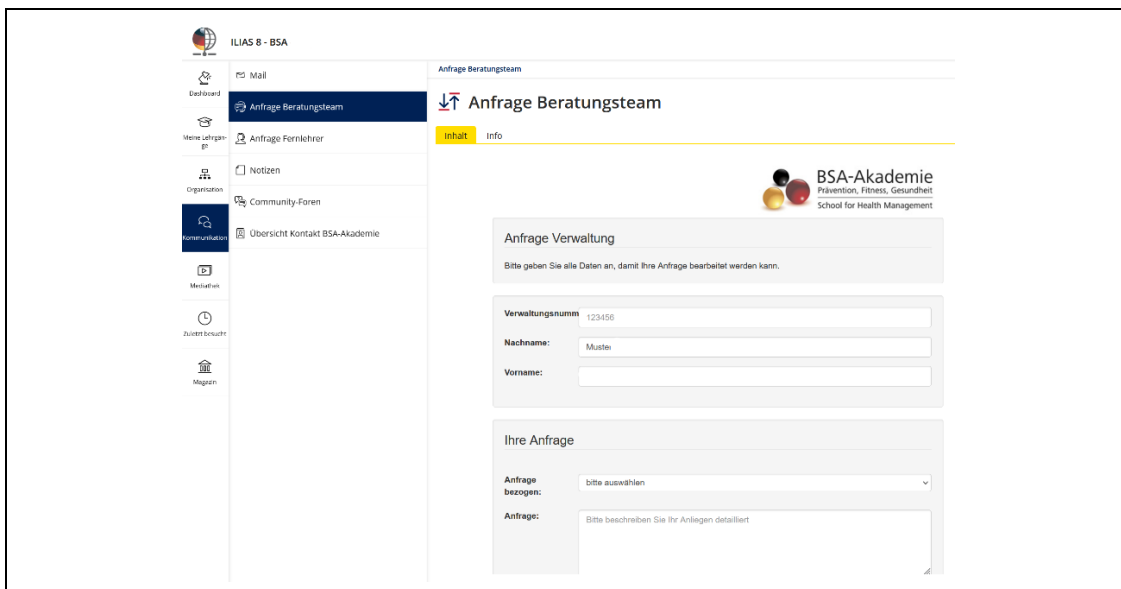 ILIAS 8 - BSA
Dashboard
Meine Lehrgän-
ge
Organisation
Kommunikation
Mediathek
Zuletzt besucht
Magazin
Mail
Anfrage Beratungsteam
Anfrage Fernlehrer
Notizen
Community-Foren
Übersicht Kontakt BSA-Akademie
Anfrage Beratungsteam
Anfrage Beratungsteam
Inhalt Info
BSA-Akademie
Prävention, Fitness, Gesundheit
School for Health Management
Anfrage Verwaltung
Bitte geben Sie alle Daten an, damit Ihre Anfrage bearbeitet werden kann.
Verwaltungsnumm 123456
Nachname: Muster
Vorname:
Ihre Anfrage
Anfrage
bezogen: bitte auswählen
Anfrage: Bitte beschreiben Sie Ihr Anliegen detailliert